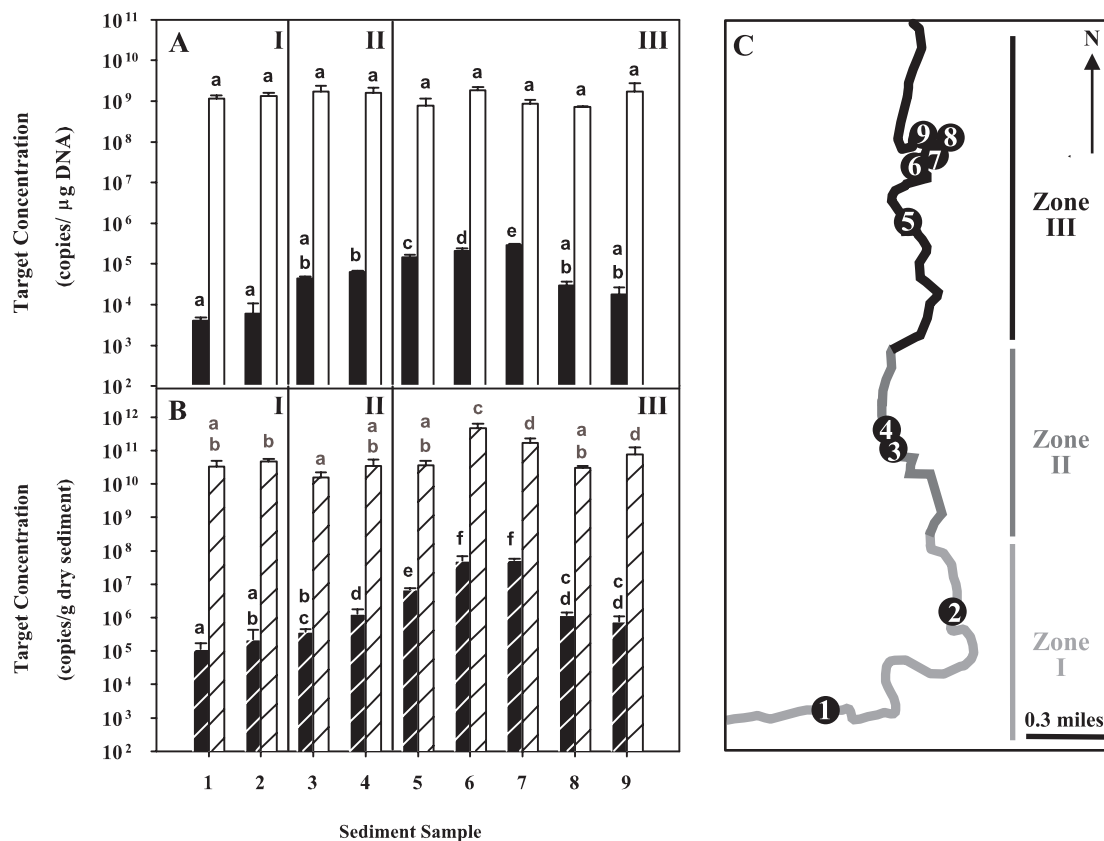 A
I
II
III
10^11
10^10
10^9
10^8
10^7
10^6
10^5
10^4
10^3
10^2
Target Concentration
(copies/ μg DNA)
a a a a a a a a a
a a a b b c d e a b a b
B
I
II
III
10^12
10^11
10^10
10^9
10^8
10^7
10^6
10^5
10^4
10^3
10^2
Target Concentration
(copies/g dry sediment)
a b b a a b a b c d a b d
a a b b c d e f f c d c d
1 2 3 4 5 6 7 8 9
Sediment Sample
C
N
9
8
7
6
5
4
3
2
1
Zone
III
Zone
II
Zone
I
0.3 miles